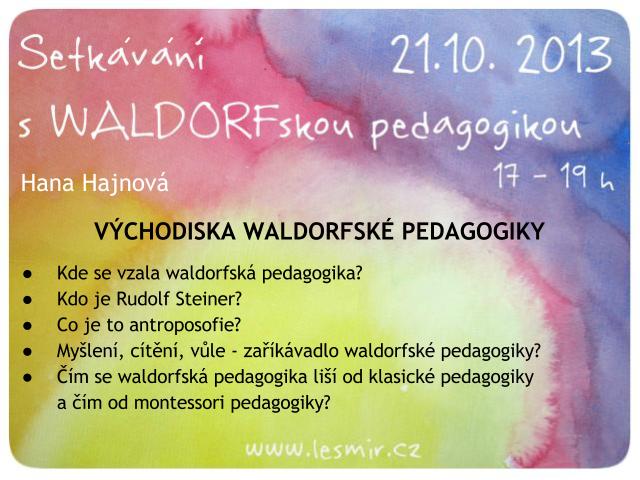 Setkávání 21.10. 2013
s WALDORFskou pedagogikou
Hana Hajnová 17 - 19 h
VÝCHODISKA WALDORFSKÉ PEDAGOGIKY
● Kde se vzala waldorfská pedagogika?
● Kdo je Rudolf Steiner?
● Co je to antroposofie?
● Myšlení, cítění, vůle - zaříkávadlo waldorfské pedagogiky?
● Čím se waldorfská pedagogika liší od klasické pedagogiky
a čím od montessori pedagogiky?
www.lesmir.cz